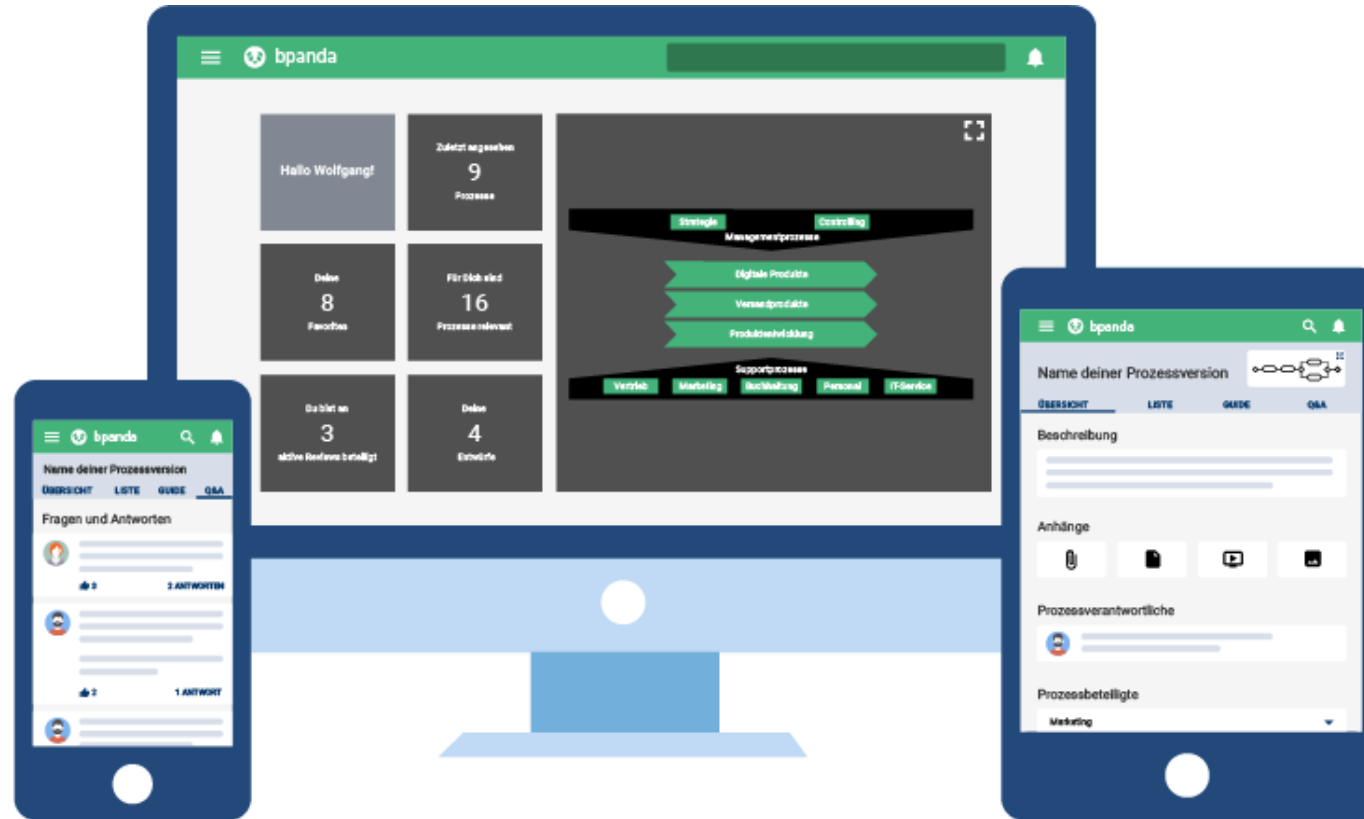 bpanda
Hallo Wolfgang!
Zuletzt angesehen
9
Prozesse
Deine
8
Favoriten
Für Dich sind
16
Prozesse relevant
Du bist an
3
aktive Reviews beteiligt
Deine
4
Entwürfe
Strategie
Controlling
Managementprozesse
Digitale Produkte
Versandprodukte
Produktentwicklung
Supportprozesse
Vertrieb
Marketing
Buchhaltung
Personal
IT-Service
bpanda
Name deiner Prozessversion
ÜBERSICHT LISTE GUIDE Q&A
Fragen und Antworten
3
2 ANTWORTEN
2
1 ANTWORT
bpanda
Name deiner Prozessversion
ÜBERSICHT LISTE GUIDE Q&A
Beschreibung
Anhänge
Prozessverantwortliche
Prozessbeteiligte
Marketing